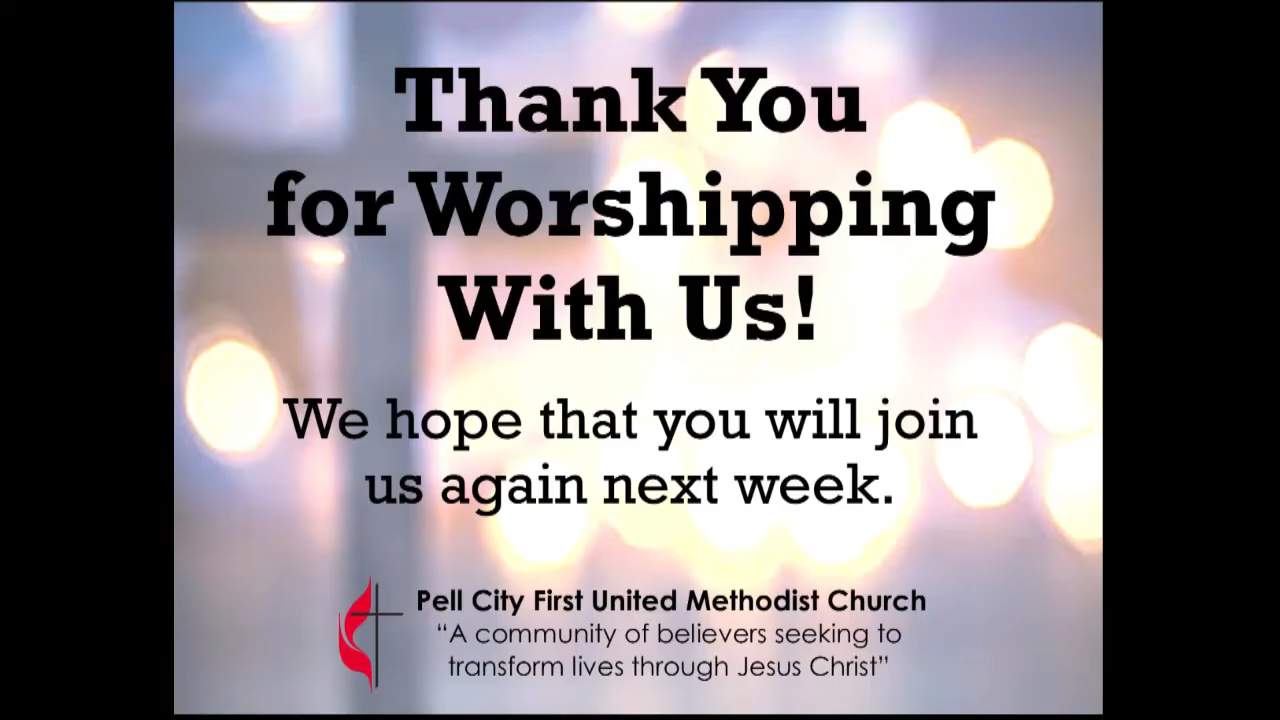 Thank You
for Worshipping
With Us!
We hope that you will join
us again next week.
Pell City First United Methodist Church
“A community of believers seeking to
transform lives through Jesus Christ”